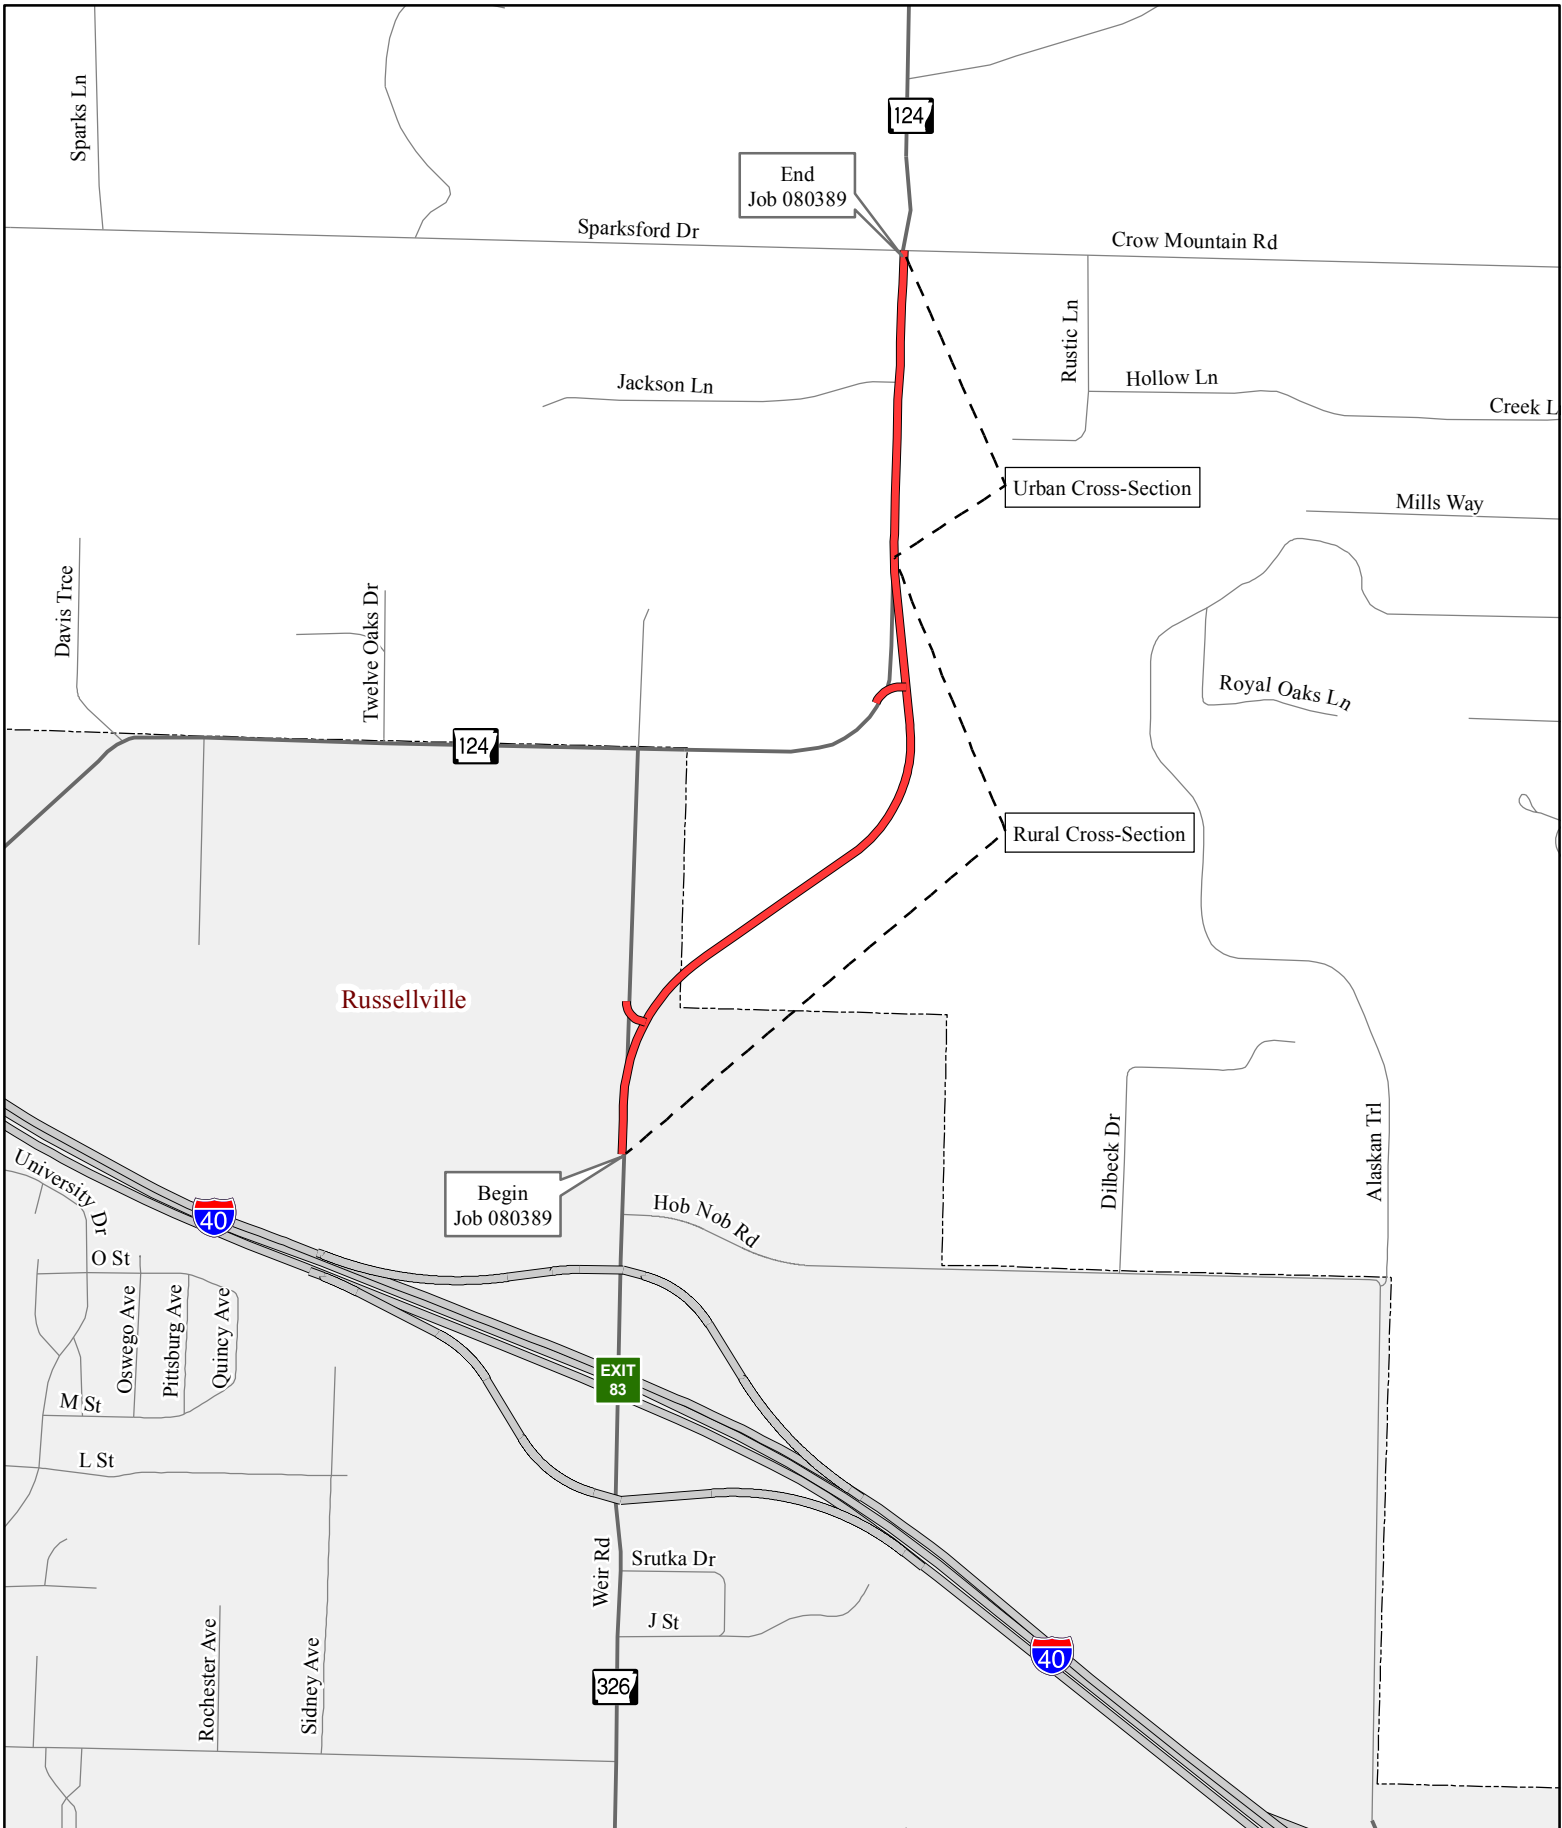 Sparks Ln
124
End
Job 080389
Sparksford Dr
Crow Mountain Rd
Rustic Ln
Jackson Ln
Hollow Ln
Creek L
Urban Cross-Section
Mills Way
Davis Trce
Twelve Oaks Dr
Royal Oaks Ln
124
Rural Cross-Section
Russellville
Dilbeck Dr
Alaskan Trl
University Dr
40
Begin
Job 080389
Hob Nob Rd
O St
Oswego Ave
Pittsburg Ave
Quincy Ave
EXIT
83
M St
L St
Weir Rd
Srutka Dr
J St
Rochester Ave
Sidney Ave
326
40